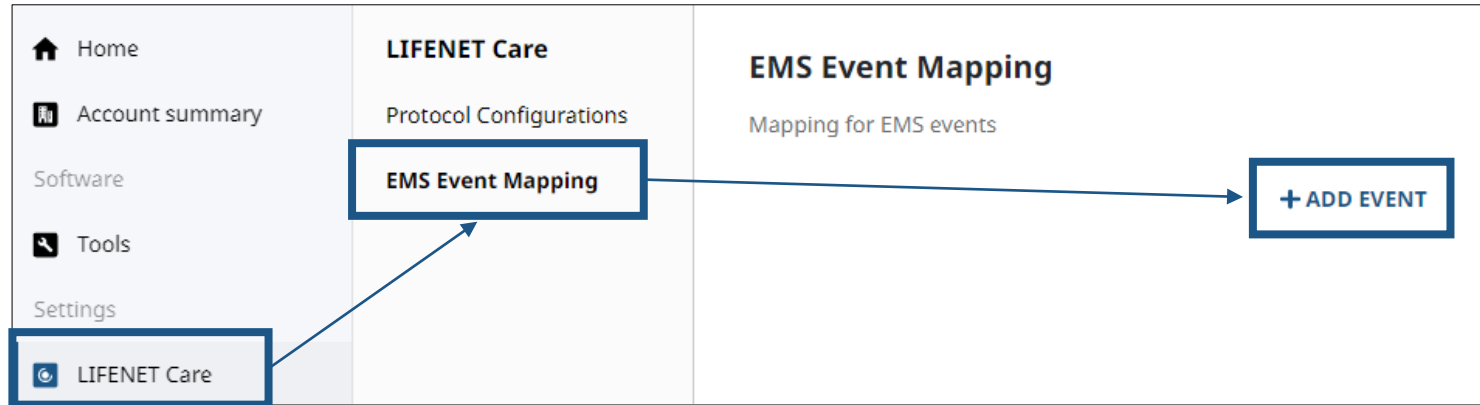 Home
Account summary
Software
Tools
Settings
LIFENET Care
LIFENET Care
Protocol Configurations
EMS Event Mapping
EMS Event Mapping
Mapping for EMS events
+ ADD EVENT